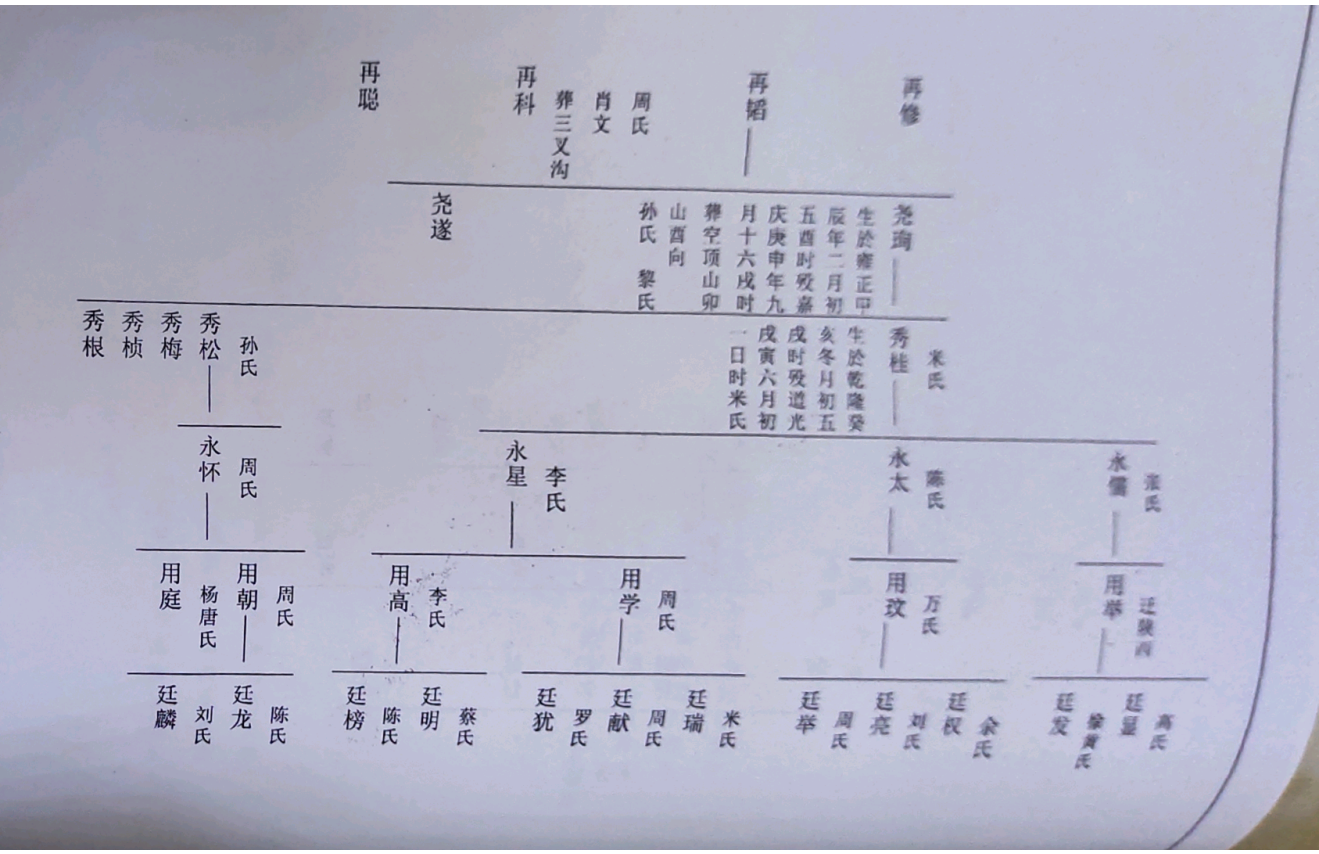 再修
再韬
周氏
肖文
葬三叉沟
再科
再聪
尧珣
生於雍正甲
辰年二月初
五酉时殁嘉
庆庚申年九
月十六戌时
葬空顶山卯
山酉向
孙氏 黎氏
尧遂
米氏
秀桂
生於乾隆癸
亥冬月初五
戌时殁道光
戌寅六月初
一日时米氏
孙氏
秀松
秀梅
秀桢
秀根
张氏
永儒
陈氏
永太
李氏
永星
周氏
永怀
迁陕西
用举
万氏
用玟
周氏
用学
李氏
用高
周氏
用朝
杨唐氏
用庭
高氏
廷显
黄氏
廷发
余氏
廷权
刘氏
廷亮
周氏
廷举
米氏
廷瑞
周氏
廷献
罗氏
廷犹
蔡氏
廷明
陈氏
廷榜
陈氏
廷龙
刘氏
廷麟